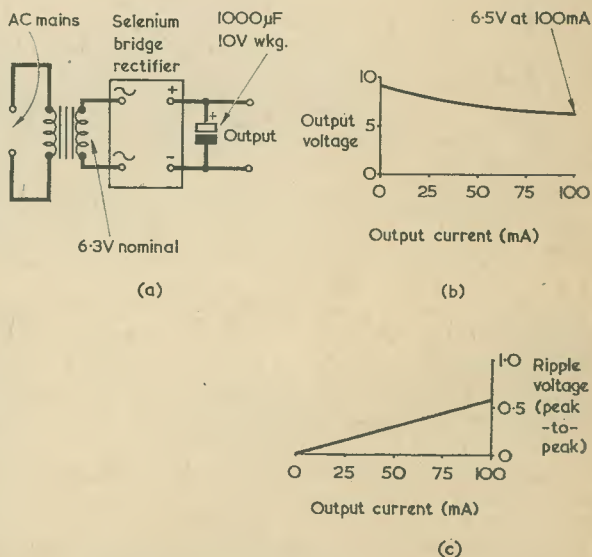 AC mains
Selenium
bridge
rectifier
1000µF
10V wkg.
+
+
-
Output
6·3V nominal
(a)
6·5V at 100mA
10
5
0
Output
voltage
0 25 50 75 100
Output current (mA)
(b)
1·0
0·5
0
Ripple
voltage
(peak
-to-
peak)
0 25 50 75 100
Output current (mA)
(c)